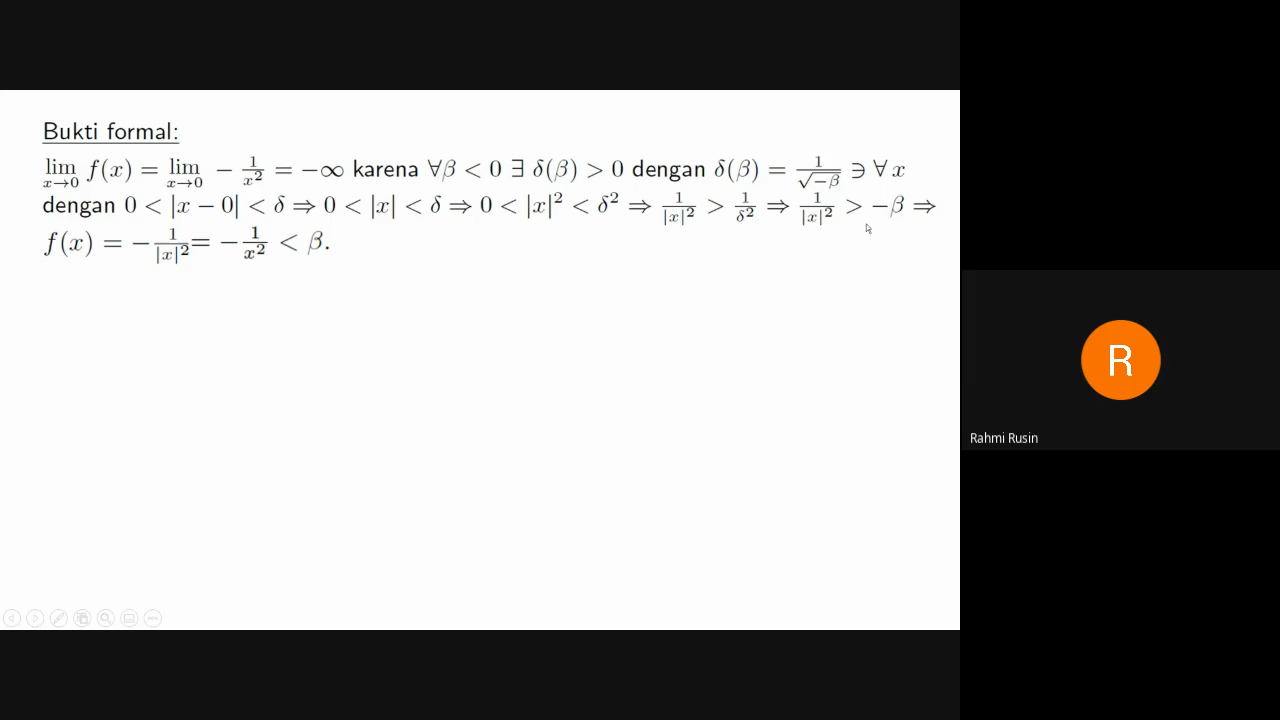 Bukti formal:
lim_{x→0} f(x) = lim_{x→0} − 1/x² = −∞ karena ∀β < 0 ∃ δ(β) > 0 dengan δ(β) = 1/√−β ∋ ∀ x
dengan 0 < |x − 0| < δ ⇒ 0 < |x| < δ ⇒ 0 < |x|² < δ² ⇒ 1/|x|² > 1/δ² ⇒ 1/|x|² > −β ⇒
f(x) = − 1/|x|² = − 1/x² < β.
R
Rahmi Rusin